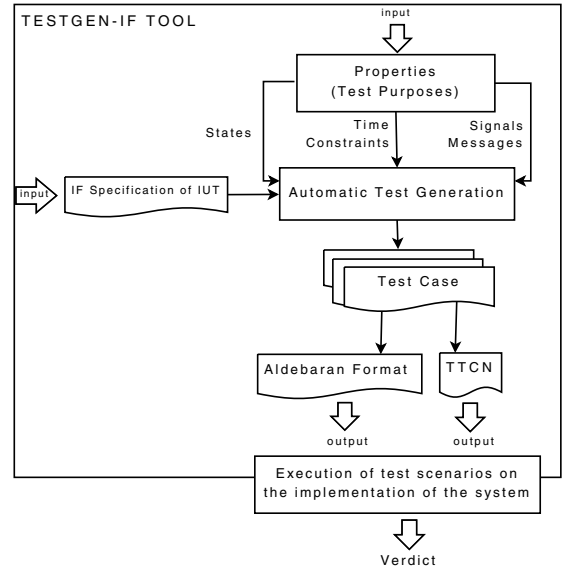 TESTGEN-IF TOOL
input
Properties
(Test Purposes)
States
Time
Constraints
Signals
Messages
input
IF Specification of IUT
Automatic Test Generation
Test Case
Aldebaran Format
TTCN
output
output
Execution of test scenarios on
the implementation of the system
Verdict